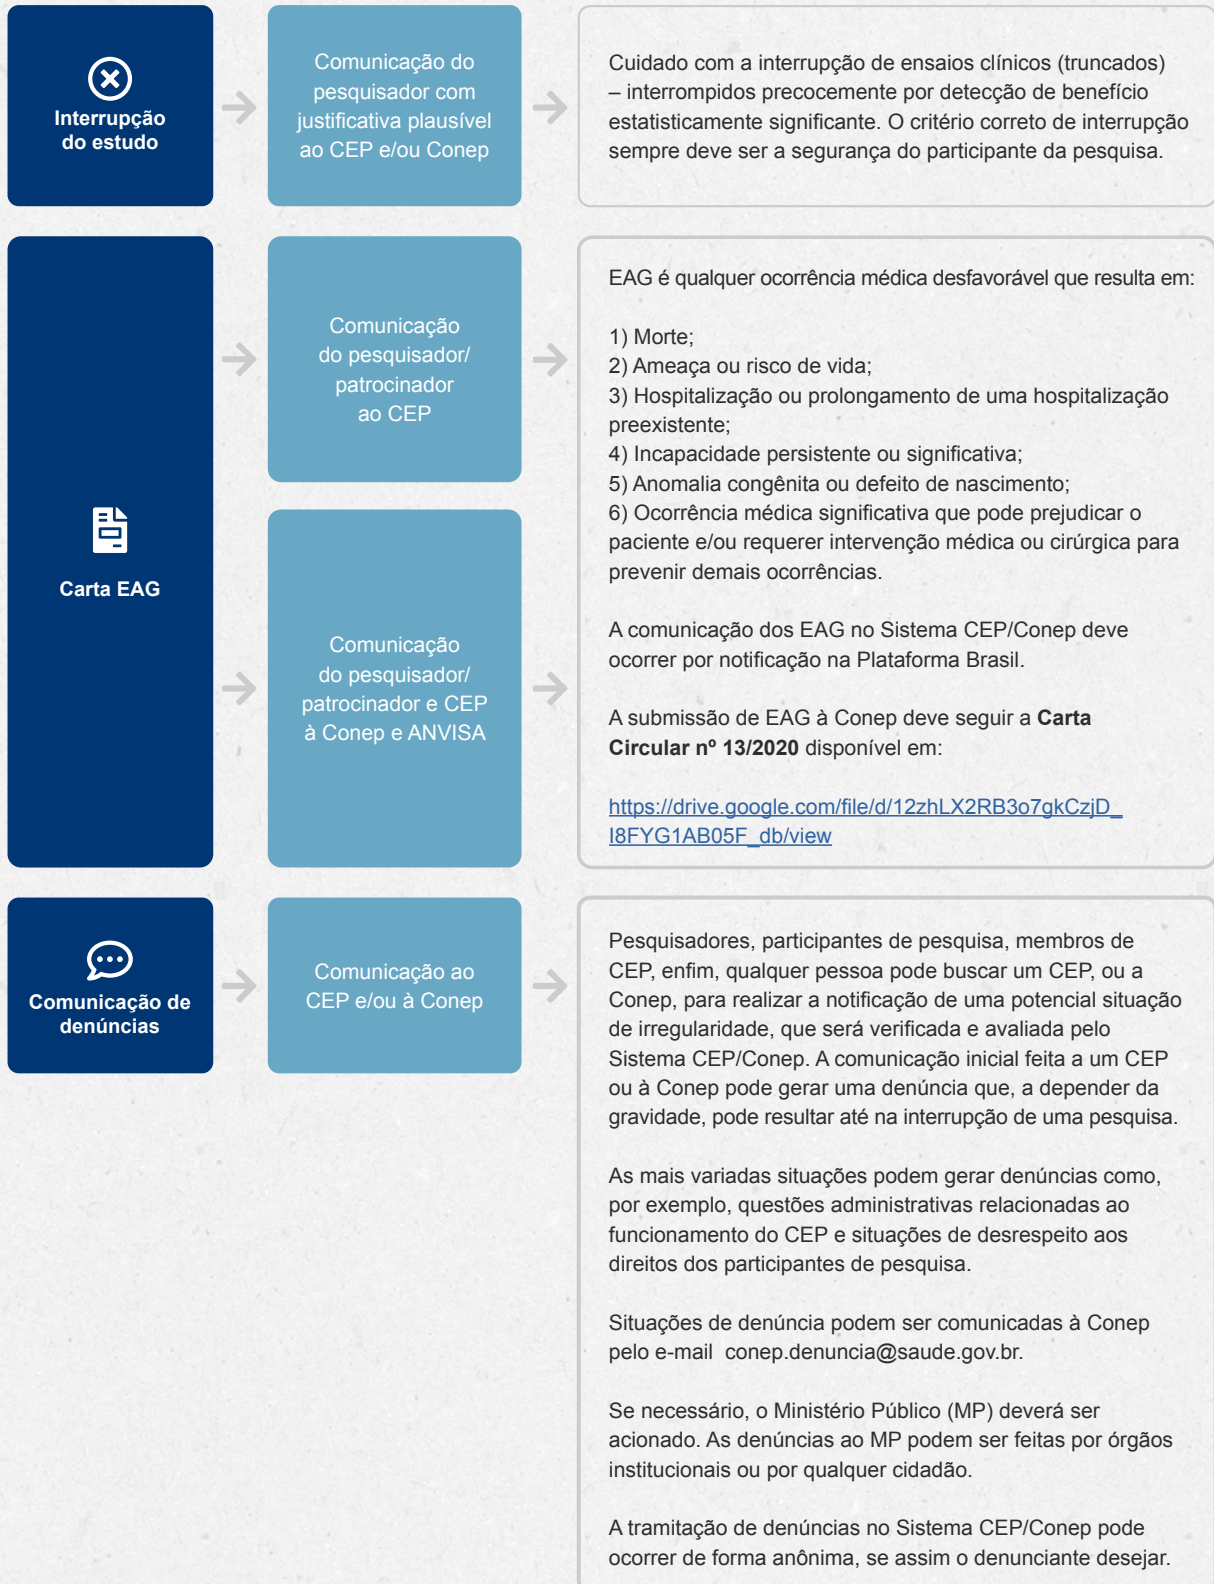 Interrupção
do estudo
Comunicação do
pesquisador com
justificativa plausível
ao CEP e/ou Conep
Cuidado com a interrupção de ensaios clínicos (truncados)
– interrompidos precocemente por detecção de benefício
estatisticamente significante. O critério correto de interrupção
sempre deve ser a segurança do participante da pesquisa.
Carta EAG
Comunicação
do pesquisador/
patrocinador
ao CEP
Comunicação
do pesquisador/
patrocinador e CEP
à Conep e ANVISA
EAG é qualquer ocorrência médica desfavorável que resulta em:
1) Morte;
2) Ameaça ou risco de vida;
3) Hospitalização ou prolongamento de uma hospitalização
preexistente;
4) Incapacidade persistente ou significativa;
5) Anomalia congênita ou defeito de nascimento;
6) Ocorrência médica significativa que pode prejudicar o
paciente e/ou requerer intervenção médica ou cirúrgica para
prevenir demais ocorrências.
A comunicação dos EAG no Sistema CEP/Conep deve
ocorrer por notificação na Plataforma Brasil.
A submissão de EAG à Conep deve seguir a Carta
Circular nº 13/2020 disponível em:
https://drive.google.com/file/d/12zhLX2RB3o7gkCzjD_
I8FYG1AB05F_db/view
Comunicação de
denúncias
Comunicação ao
CEP e/ou à Conep
Pesquisadores, participantes de pesquisa, membros de
CEP, enfim, qualquer pessoa pode buscar um CEP, ou a
Conep, para realizar a notificação de uma potencial situação
de irregularidade, que será verificada e avaliada pelo
Sistema CEP/Conep. A comunicação inicial feita a um CEP
ou à Conep pode gerar uma denúncia que, a depender da
gravidade, pode resultar até na interrupção de uma pesquisa.
As mais variadas situações podem gerar denúncias como,
por exemplo, questões administrativas relacionadas ao
funcionamento do CEP e situações de desrespeito aos
direitos dos participantes de pesquisa.
Situações de denúncia podem ser comunicadas à Conep
pelo e-mail conep.denuncia@saude.gov.br.
Se necessário, o Ministério Público (MP) deverá ser
acionado. As denúncias ao MP podem ser feitas por órgãos
institucionais ou por qualquer cidadão.
A tramitação de denúncias no Sistema CEP/Conep pode
ocorrer de forma anônima, se assim o denunciante desejar.